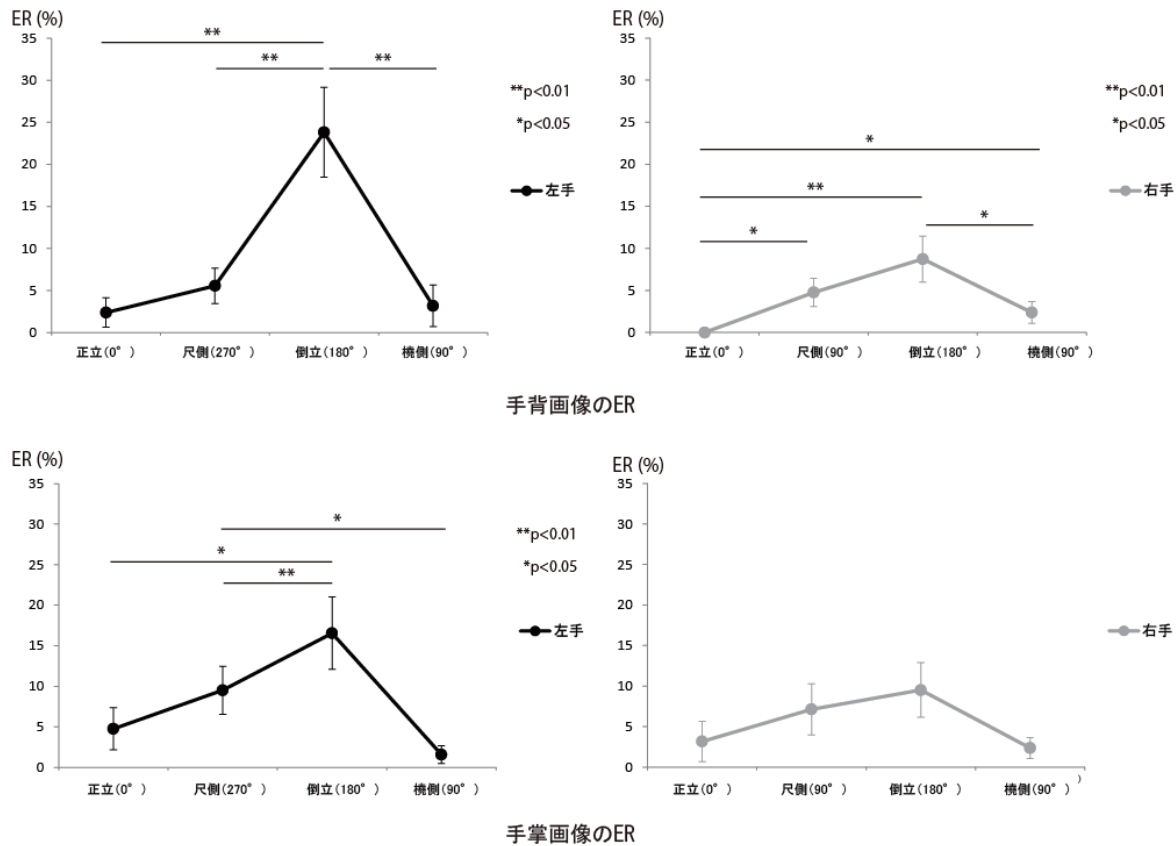 ER (%)
35
30
25
20
15
10
5
0
**
**
**
**p<0.01
*p<0.05
左手
正立(0°)
尺側(270°)
倒立(180°)
橈側(90°)
ER (%)
35
30
25
20
15
10
5
0
*
**
*
*
**p<0.01
*p<0.05
右手
正立(0°)
尺側(90°)
倒立(180°)
橈側(90°)
手背画像のER
ER (%)
35
30
25
20
15
10
5
0
*
*
**
**p<0.01
*p<0.05
左手
正立(0°)
尺側(270°)
倒立(180°)
橈側(90°)
ER (%)
35
30
25
20
15
10
5
0
右手
正立(0°)
尺側(90°)
倒立(180°)
橈側(90°)
手掌画像のER